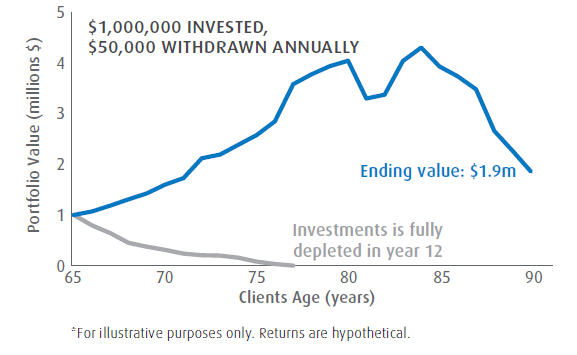 5
$1,000,000 INVESTED,
$50,000 WITHDRAWN ANNUALLY
4
3
2
1
0
Portfolio Value (millions $)
Ending value: $1.9m
Investments is fully
depleted in year 12
65 70 75 80 85 90
Clients Age (years)
*For illustrative purposes only. Returns are hypothetical.